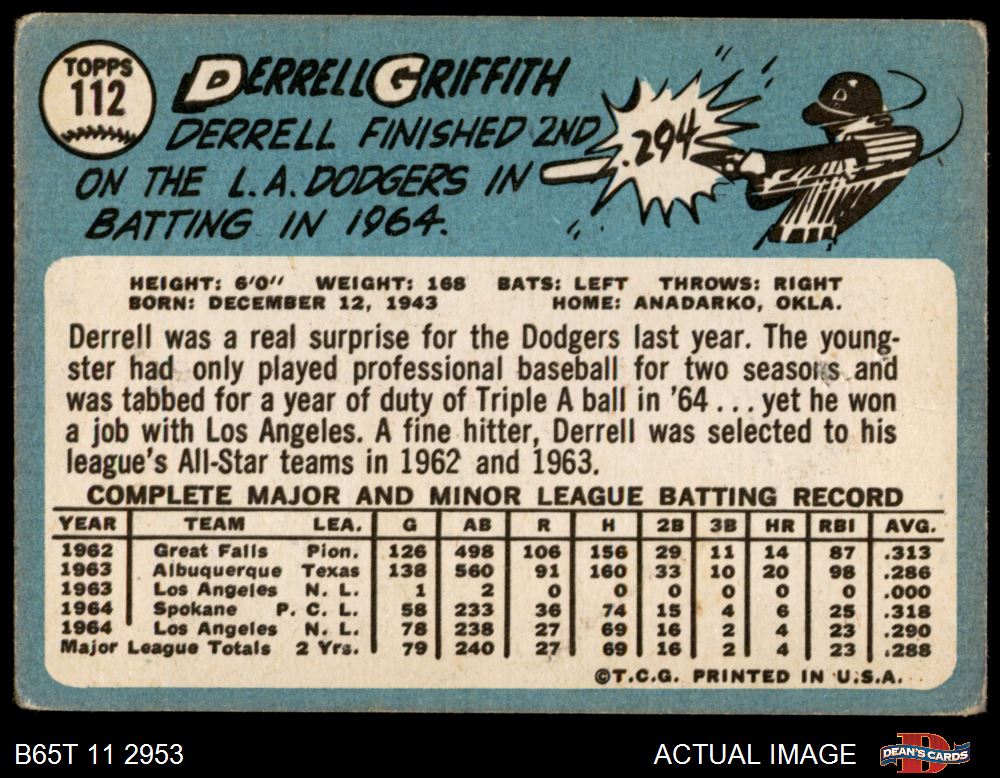 TOPPS
112
DERRELL GRIFFITH
DERRELL FINISHED 2ND
ON THE L.A. DODGERS IN
BATTING IN 1964.
.294
D
HEIGHT: 6'0" WEIGHT: 168 BATS: LEFT THROWS: RIGHT
BORN: DECEMBER 12, 1943 HOME: ANADARKO, OKLA.
Derrell was a real surprise for the Dodgers last year. The young-
ster had only played professional baseball for two seasons and
was tabbed for a year of duty of Triple A ball in '64 . . . yet he won
a job with Los Angeles. A fine hitter, Derrell was selected to his
league's All-Star teams in 1962 and 1963.
COMPLETE MAJOR AND MINOR LEAGUE BATTING RECORD
YEAR TEAM LEA. G AB R H 2B 3B HR RBI AVG.
1962 Great Falls Pion. 126 498 106 156 29 11 14 87 .313
1963 Albuquerque Texas 138 560 91 160 33 10 20 98 .286
1963 Los Angeles N. L. 1 2 0 0 0 0 0 0 .000
1964 Spokane P. C. L. 58 233 36 74 15 4 6 25 .318
1964 Los Angeles N. L. 78 238 27 69 16 2 4 23 .290
Major League Totals 2 Yrs. 79 240 27 69 16 2 4 23 .288
©T.C.G. PRINTED IN U.S.A.
B65T 11 2953
ACTUAL IMAGE
D
DEAN'S CARDS